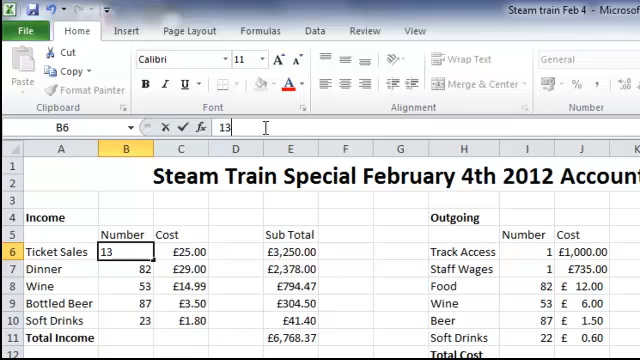 Steam train Feb 4 - Microsof
File Home Insert Page Layout Formulas Data Review View
Paste Cut Copy Format Painter
Calibri 11 Wrap Text General
B I U A Merge & Center %
Clipboard Font Alignment Number
B6 fx 13
A B C D E F G H I J K
1 Steam Train Special February 4th 2012 Account
2
3
4 Income Outgoing
5 Number Cost Sub Total Number Cost
6 Ticket Sales 13 £25.00 £3,250.00 Track Access 1 £1,000.00
7 Dinner 82 £29.00 £2,378.00 Staff Wages 1 £735.00
8 Wine 53 £14.99 £794.47 Food 82 £ 12.00
9 Bottled Beer 87 £3.50 £304.50 Wine 53 £ 6.00
10 Soft Drinks 23 £1.80 £41.40 Beer 87 £ 1.50
11 Total Income £6,768.37 Soft Drinks 22 £ 0.60
12 Total Cost